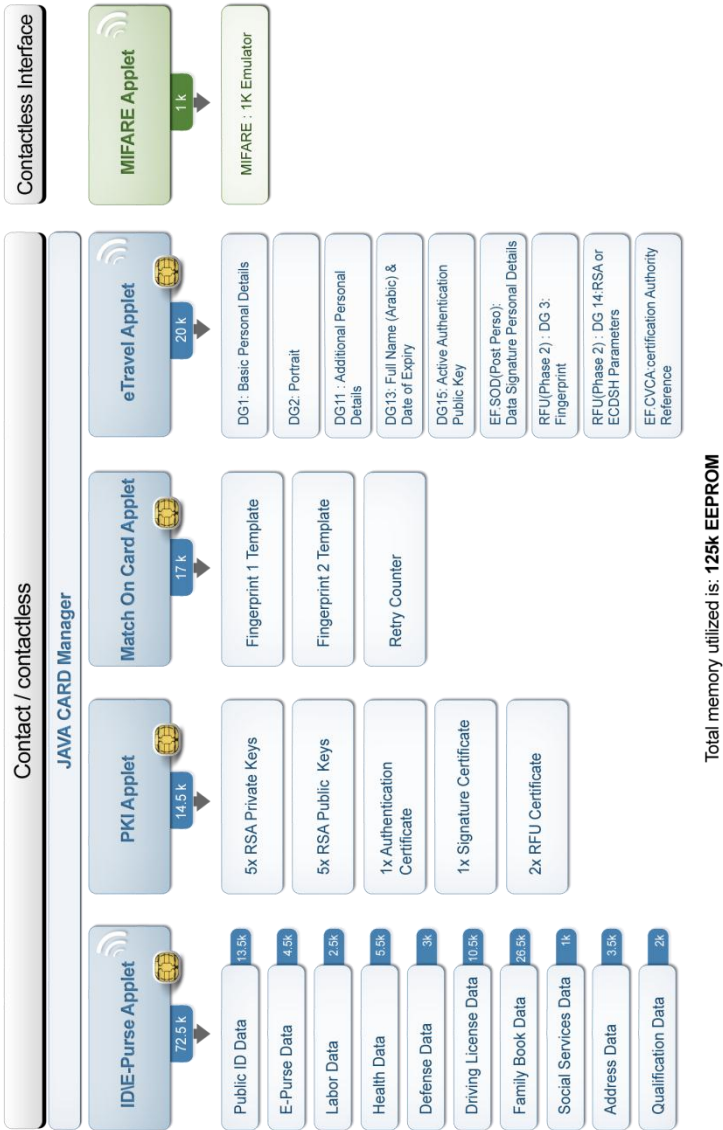 Contact / contactless
Contactless Interface
JAVA CARD Manager
ID\E-Purse Applet
72.5 k
Public ID Data
13.5k
E-Purse Data
4.5k
Labor Data
2.5k
Health Data
5.5k
Defense Data
3k
Driving License Data
10.5k
Family Book Data
26.5k
Social Services Data
1k
Address Data
3.5k
Qualification Data
2k
PKI Applet
14.5 k
5x RSA Private Keys
5x RSA Public Keys
1x Authentication
Certificate
1x Signature Certificate
2x RFU Certificate
Match On Card Applet
17 k
Fingerprint 1 Template
Fingerprint 2 Template
Retry Counter
eTravel Applet
20 k
DG1: Basic Personal Details
DG2: Portrait
DG11 : Additional Personal
Details
DG13: Full Name (Arabic) &
Date of Expiry
DG15: Active Authentication
Public Key
EF.SOD(Post Perso):
Data Signature Personal Details
RFU(Phase 2) : DG 3:
Fingerprint
RFU(Phase 2) : DG 14:RSA or
ECDSH Parameters
EF.CVCA:certification Authority
Reference
MIFARE Applet
1 k
MIFARE : 1K Emulator
Total memory utilized is: 125k EEPROM